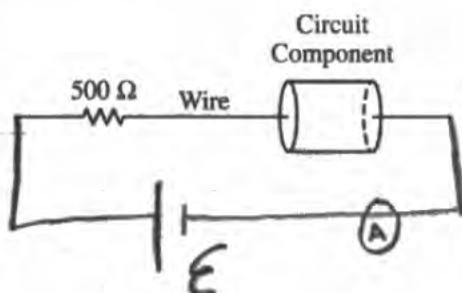 Circuit
Component
500 Ω
Wire
A
ℰ